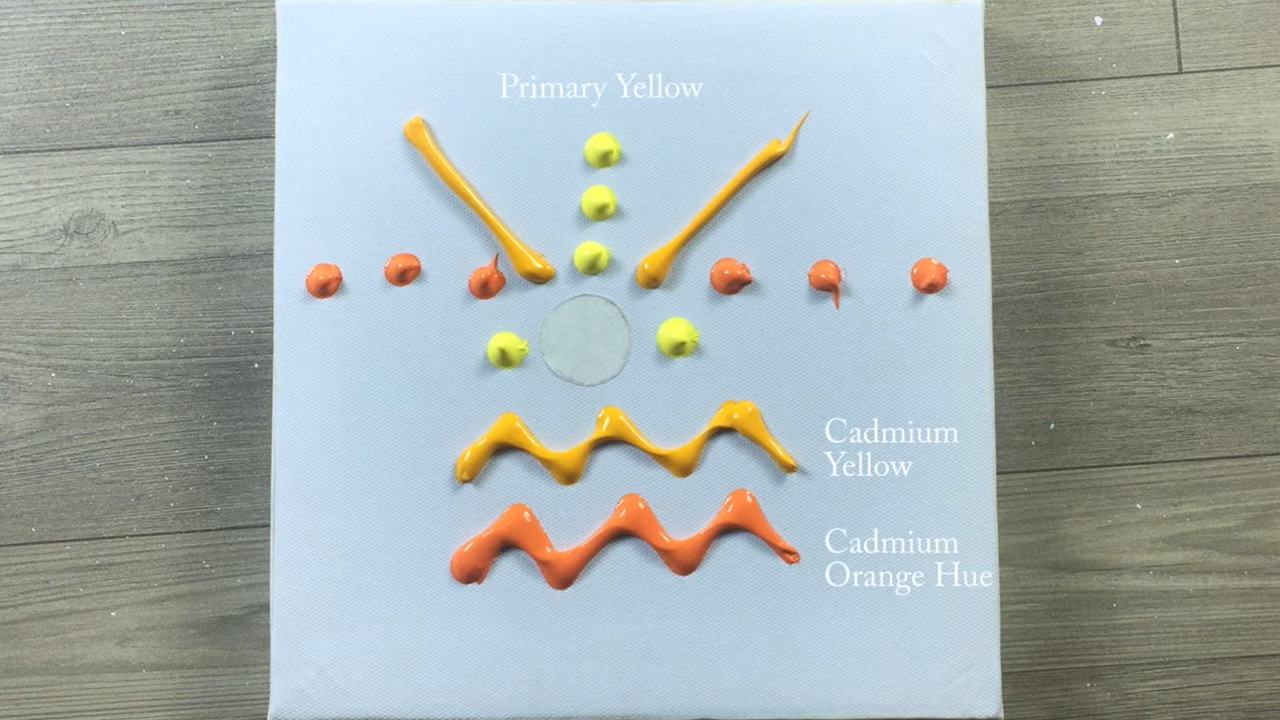 Primary Yellow
Cadmium
Yellow
Cadmium
Orange Hue